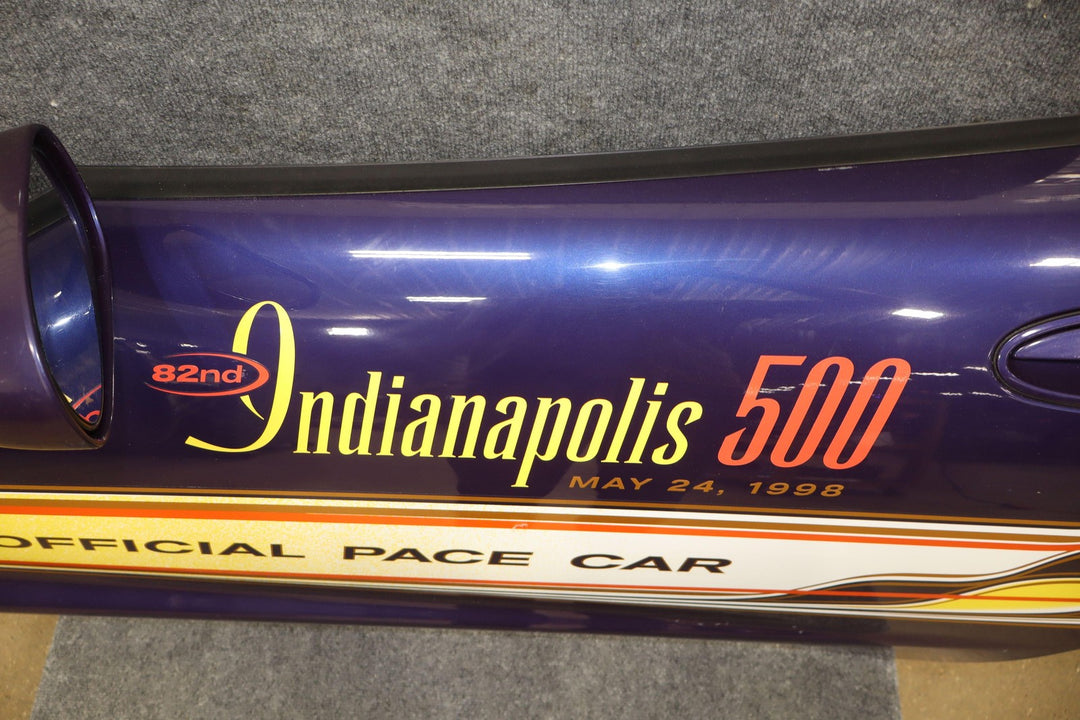 82nd
Indianapolis 500
MAY 24, 1998
OFFICIAL PACE CAR